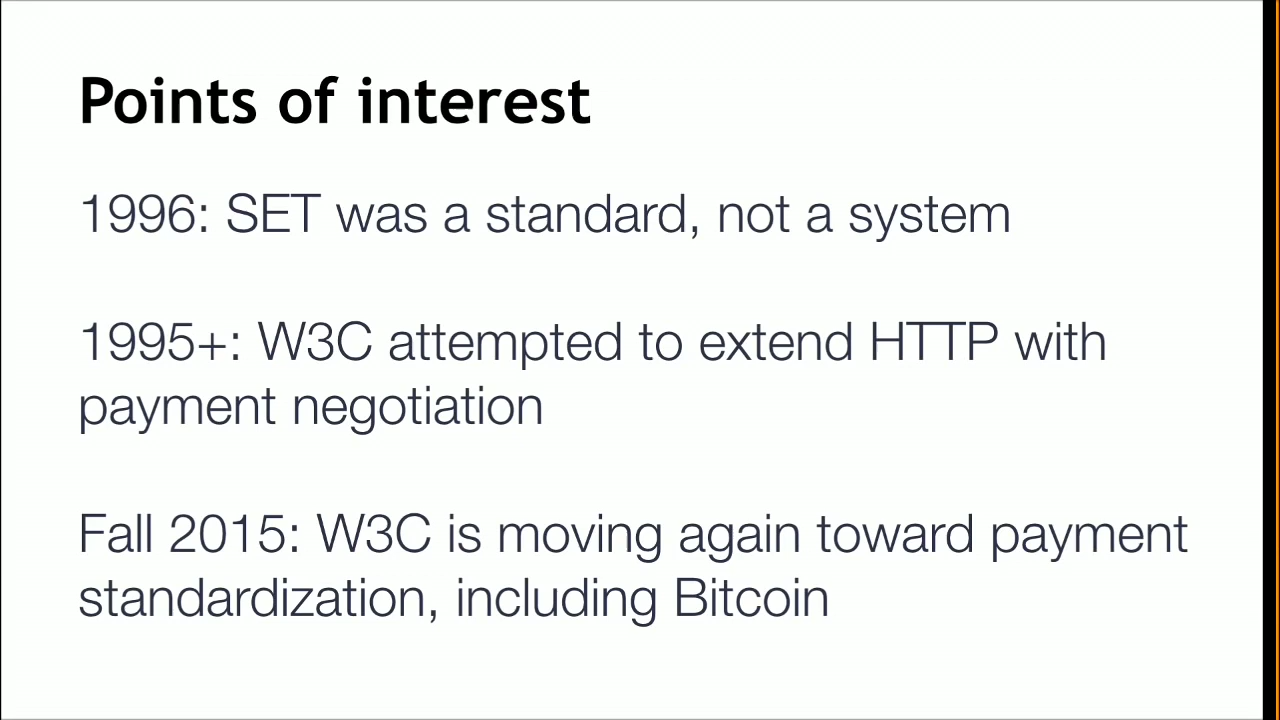 Points of interest
1996: SET was a standard, not a system
1995+: W3C attempted to extend HTTP with
payment negotiation
Fall 2015: W3C is moving again toward payment
standardization, including Bitcoin